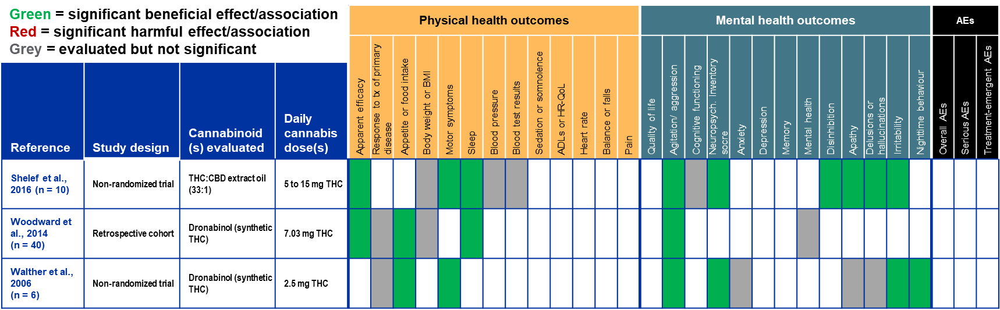 Green = significant beneficial effect/association
Red = significant harmful effect/association
Grey = evaluated but not significant
Physical health outcomes
Mental health outcomes
AEs
Reference
Study design
Cannabinoid
(s) evaluated
Daily
cannabis
dose(s)
Apparent efficacy
Response to tx of primary
disease
Appetite or food intake
Body weight or BMI
Motor symptoms
Sleep
Blood pressure
Blood test results
Sedation or somnolence
ADLs or HR-QoL
Heart rate
Balance or falls
Pain
Quality of life
Agitation/ aggression
Cognitive functioning
Neuropsych. Inventory
socre
Anxiety
Depression
Memory
Mental health
Disinhibition
Apathy
Delusions or
hallucinations
Irritability
Nighttime behaviour
Overall AEs
Serious AEs
Treatment-emergent AEs
Shelef et al.,
2016 (n = 10)
Non-randomized trial
THC:CBD extract oil
(33:1)
5 to 15 mg THC
Woodward et
al., 2014
(n = 40)
Retrospective cohort
Dronabinol (synthetic
THC)
7.03 mg THC
Walther et al.,
2006
(n = 6)
Non-randomized trial
Dronabinol (synthetic
THC)
2.5 mg THC